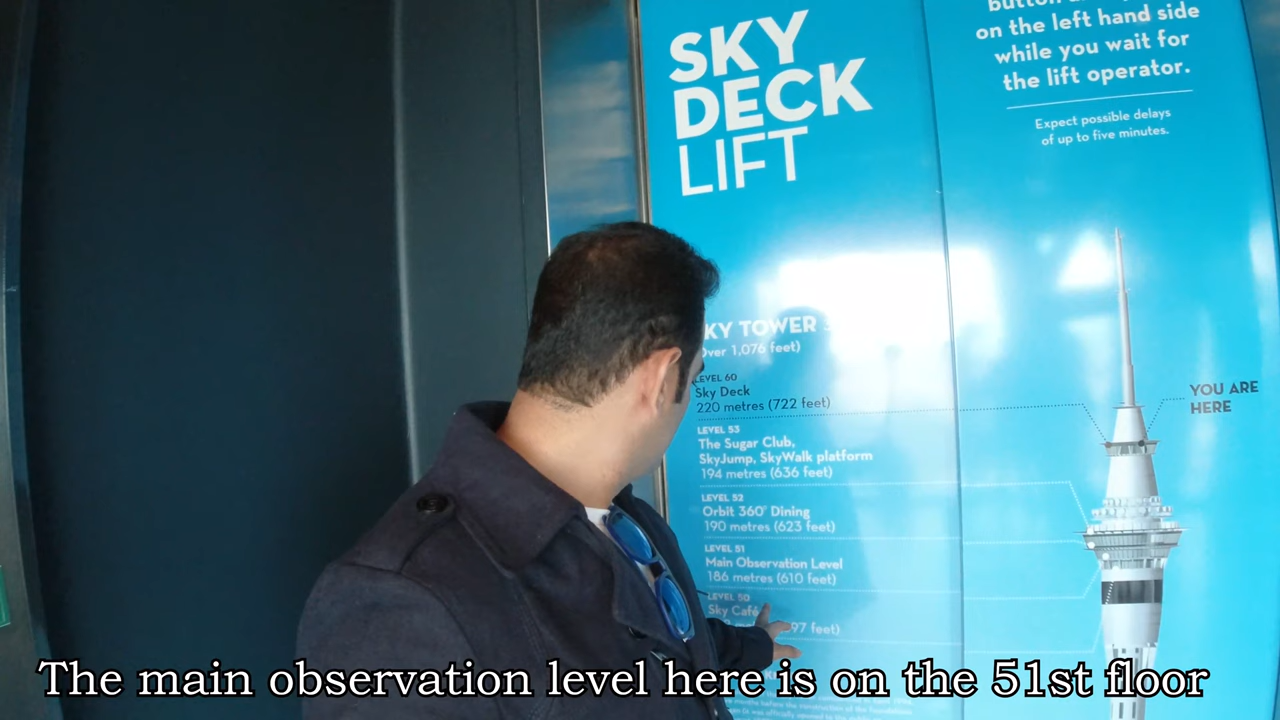 SKY
DECK
LIFT
on the left hand side
while you wait for
the lift operator.
Expect possible delays
of up to five minutes.
KY TOWER
Over 1,076 feet)
LEVEL 60
Sky Deck
220 metres (722 feet)
YOU ARE
HERE
LEVEL 53
The Sugar Club,
SkyJump, SkyWalk platform
194 metres (636 feet)
LEVEL 52
Orbit 360° Dining
190 metres (623 feet)
LEVEL 51
Main Observation Level
186 metres (610 feet)
LEVEL 50
Sky Café
97 feet)
The main observation level here is on the 51st floor